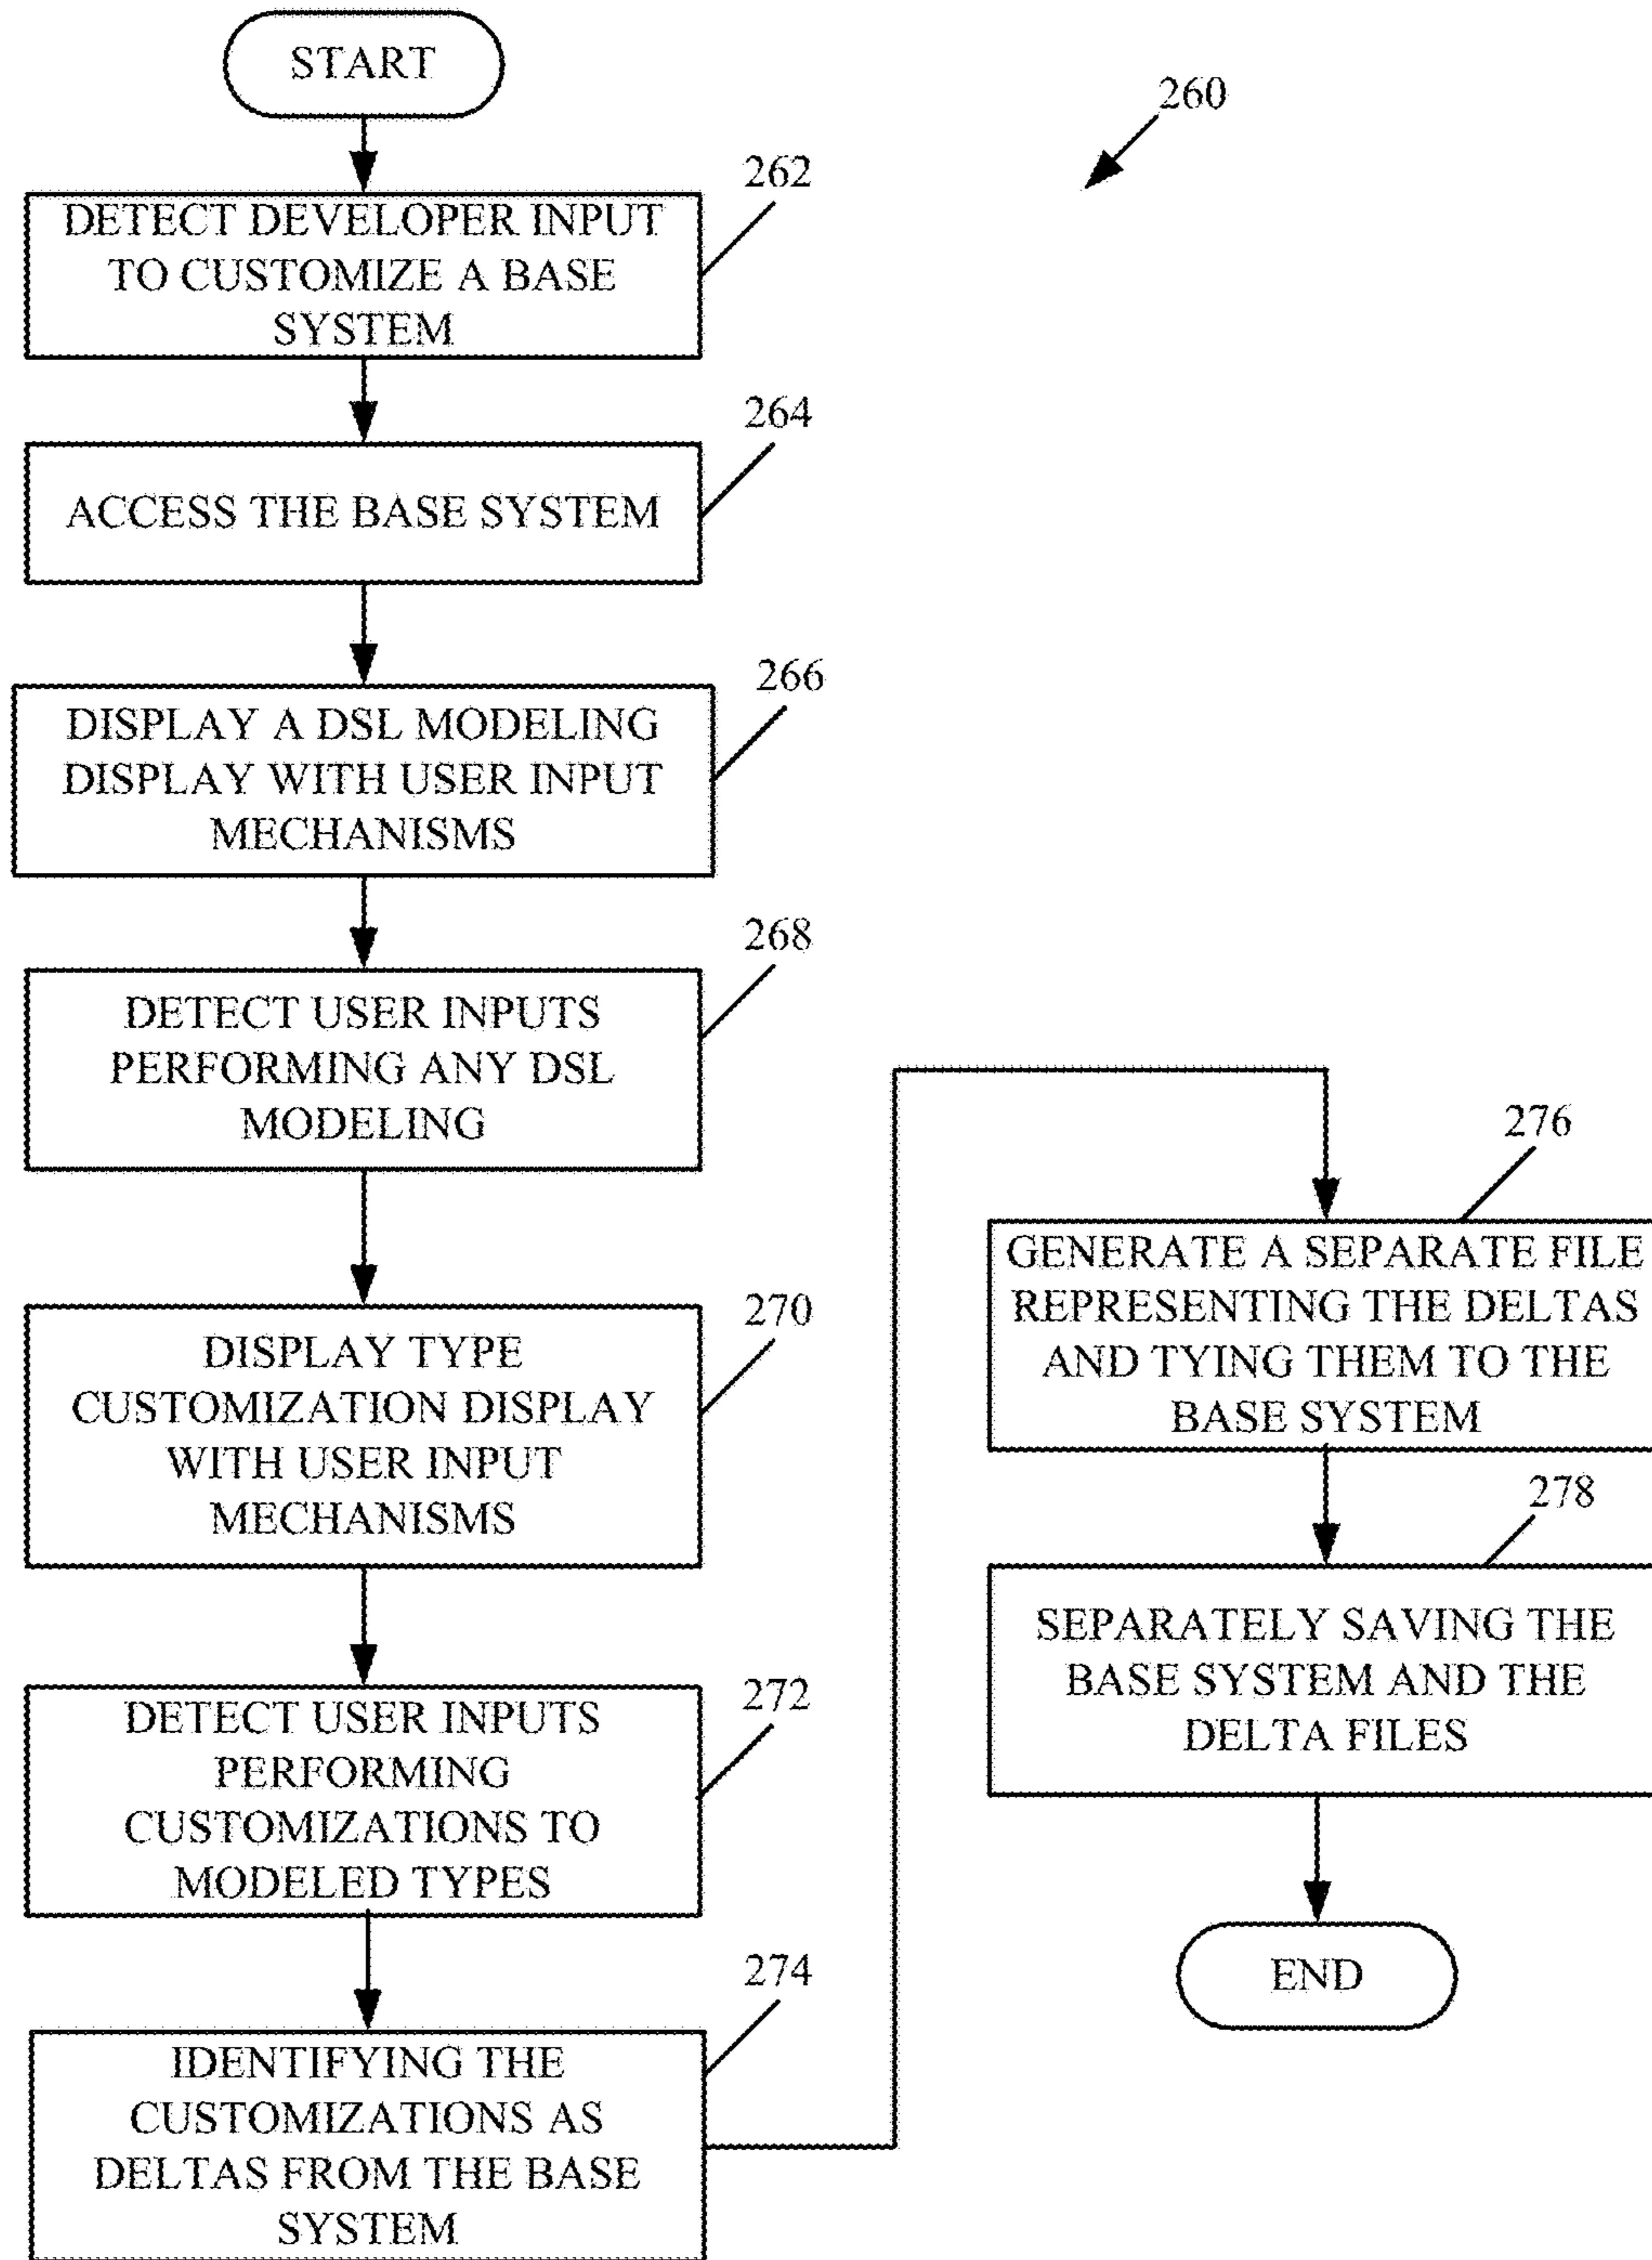 START
260
262
DETECT DEVELOPER INPUT
TO CUSTOMIZE A BASE
SYSTEM
264
ACCESS THE BASE SYSTEM
266
DISPLAY A DSL MODELING
DISPLAY WITH USER INPUT
MECHANISMS
268
DETECT USER INPUTS
PERFORMING ANY DSL
MODELING
270
DISPLAY TYPE
CUSTOMIZATION DISPLAY
WITH USER INPUT
MECHANISMS
272
DETECT USER INPUTS
PERFORMING
CUSTOMIZATIONS TO
MODELED TYPES
274
IDENTIFYING THE
CUSTOMIZATIONS AS
DELTAS FROM THE BASE
SYSTEM
276
GENERATE A SEPARATE FILE
REPRESENTING THE DELTAS
AND TYING THEM TO THE
BASE SYSTEM
278
SEPARATELY SAVING THE
BASE SYSTEM AND THE
DELTA FILES
END